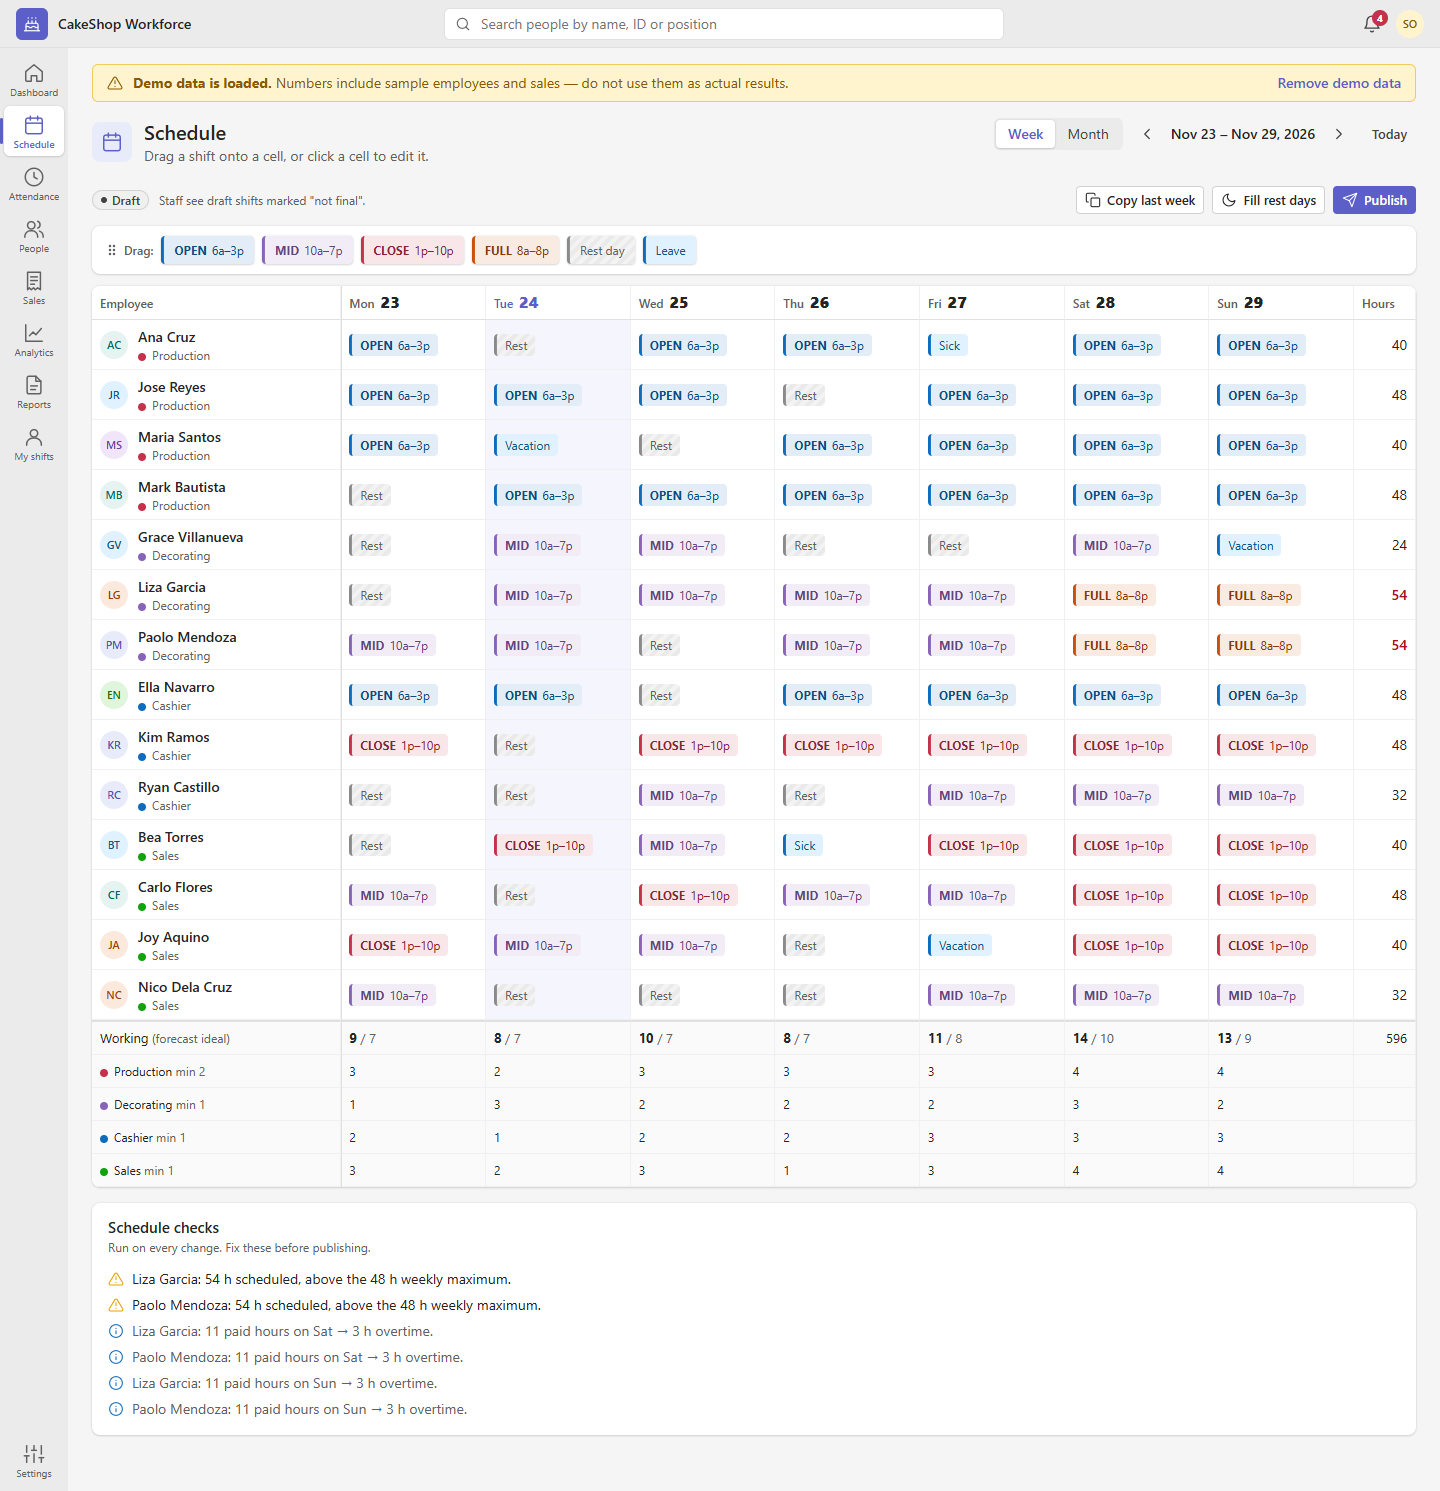 CakeShop Workforce
Search people by name, ID or position
4
SO
Dashboard
Schedule
Attendance
People
Sales
Analytics
Reports
My shifts
Settings
Demo data is loaded. Numbers include sample employees and sales — do not use them as actual results.
Remove demo data
Schedule
Drag a shift onto a cell, or click a cell to edit it.
Week Month Nov 23 – Nov 29, 2026 Today
Draft Staff see draft shifts marked "not final".
Copy last week Fill rest days Publish
Drag: OPEN 6a–3p MID 10a–7p CLOSE 1p–10p FULL 8a–8p Rest day Leave
Employee Mon 23 Tue 24 Wed 25 Thu 26 Fri 27 Sat 28 Sun 29 Hours
AC Ana Cruz
Production
OPEN 6a–3p Rest OPEN 6a–3p OPEN 6a–3p Sick OPEN 6a–3p OPEN 6a–3p 40
JR Jose Reyes
Production
OPEN 6a–3p OPEN 6a–3p OPEN 6a–3p Rest OPEN 6a–3p OPEN 6a–3p OPEN 6a–3p 48
MS Maria Santos
Production
OPEN 6a–3p Vacation Rest OPEN 6a–3p OPEN 6a–3p OPEN 6a–3p OPEN 6a–3p 40
MB Mark Bautista
Production
Rest OPEN 6a–3p OPEN 6a–3p OPEN 6a–3p OPEN 6a–3p OPEN 6a–3p OPEN 6a–3p 48
GV Grace Villanueva
Decorating
Rest MID 10a–7p MID 10a–7p Rest Rest MID 10a–7p Vacation 24
LG Liza Garcia
Decorating
Rest MID 10a–7p MID 10a–7p MID 10a–7p MID 10a–7p FULL 8a–8p FULL 8a–8p 54
PM Paolo Mendoza
Decorating
MID 10a–7p MID 10a–7p Rest MID 10a–7p MID 10a–7p FULL 8a–8p FULL 8a–8p 54
EN Ella Navarro
Cashier
OPEN 6a–3p OPEN 6a–3p Rest OPEN 6a–3p OPEN 6a–3p OPEN 6a–3p OPEN 6a–3p 48
KR Kim Ramos
Cashier
CLOSE 1p–10p Rest CLOSE 1p–10p CLOSE 1p–10p CLOSE 1p–10p CLOSE 1p–10p CLOSE 1p–10p 48
RC Ryan Castillo
Cashier
Rest Rest MID 10a–7p Rest MID 10a–7p MID 10a–7p MID 10a–7p 32
BT Bea Torres
Sales
Rest CLOSE 1p–10p MID 10a–7p Sick CLOSE 1p–10p CLOSE 1p–10p CLOSE 1p–10p 40
CF Carlo Flores
Sales
MID 10a–7p Rest CLOSE 1p–10p MID 10a–7p MID 10a–7p CLOSE 1p–10p CLOSE 1p–10p 48
JA Joy Aquino
Sales
CLOSE 1p–10p MID 10a–7p MID 10a–7p Rest Vacation CLOSE 1p–10p CLOSE 1p–10p 40
NC Nico Dela Cruz
Sales
MID 10a–7p Rest Rest Rest MID 10a–7p MID 10a–7p MID 10a–7p 32
Working (forecast ideal) 9 / 7 8 / 7 10 / 7 8 / 7 11 / 8 14 / 10 13 / 9 596
Production min 2 3 2 3 3 3 4 4
Decorating min 1 1 3 2 2 2 3 2
Cashier min 1 2 1 2 2 3 3 3
Sales min 1 3 2 3 1 3 4 4
Schedule checks
Run on every change. Fix these before publishing.
Liza Garcia: 54 h scheduled, above the 48 h weekly maximum.
Paolo Mendoza: 54 h scheduled, above the 48 h weekly maximum.
Liza Garcia: 11 paid hours on Sat → 3 h overtime.
Paolo Mendoza: 11 paid hours on Sat → 3 h overtime.
Liza Garcia: 11 paid hours on Sun → 3 h overtime.
Paolo Mendoza: 11 paid hours on Sun → 3 h overtime.